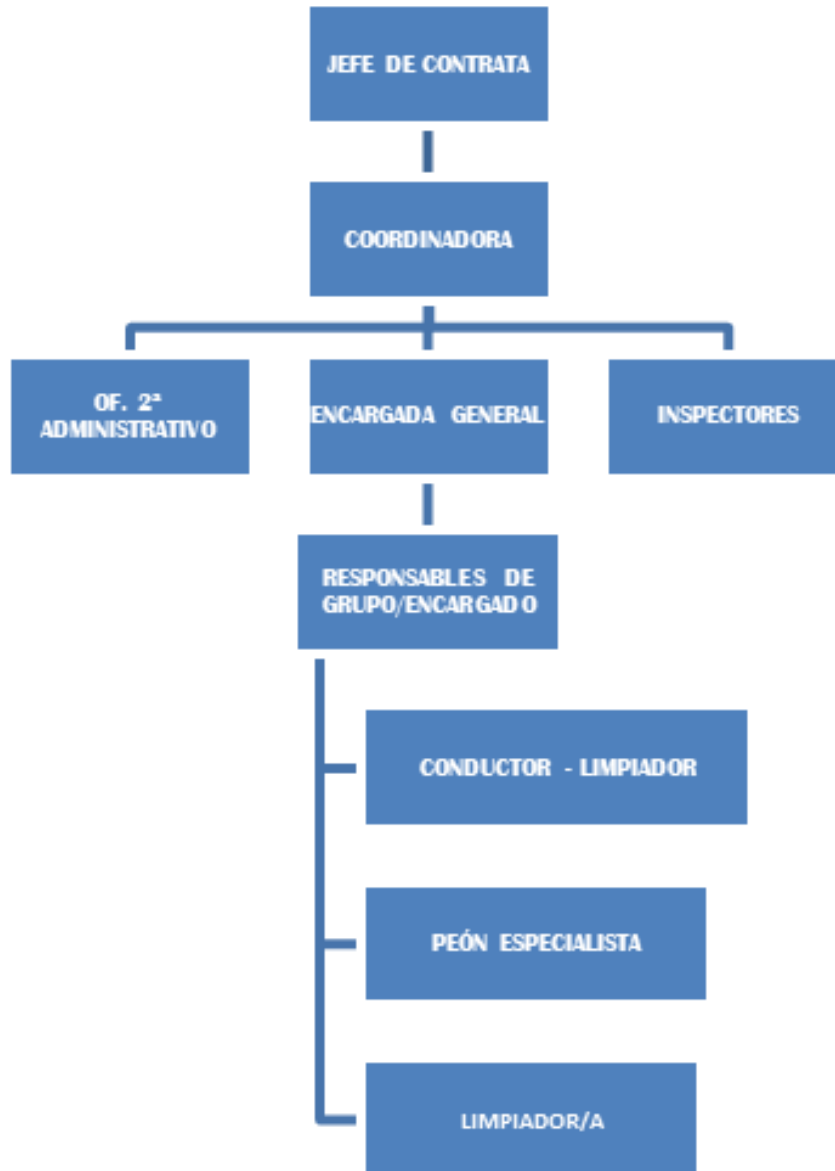 JEFE DE CONTRATA
COORDINADORA
OF. 2ª
ADMINISTRATIVO
ENCARGADA GENERAL
INSPECTORES
RESPONSABLES DE
GRUPO/ENCARGADO
CONDUCTOR - LIMPIADOR
PEÓN ESPECIALISTA
LIMPIADOR/A